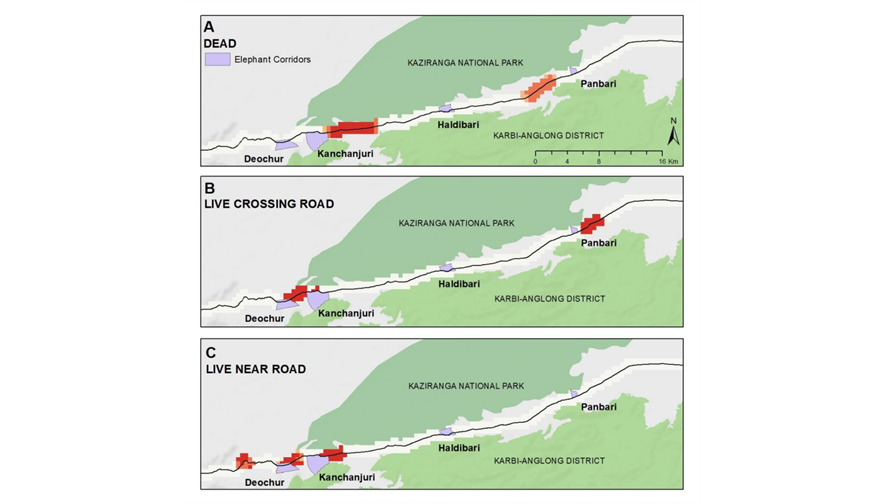 A
DEAD
Elephant Corridors
KAZIRANGA NATIONAL PARK
Panbari
Haldibari
KARBI-ANGLONG DISTRICT
N
Kanchanjuri
Deochur
0 4 8 16 Km
B
LIVE CROSSING ROAD
KAZIRANGA NATIONAL PARK
Panbari
Haldibari
KARBI-ANGLONG DISTRICT
Kanchanjuri
Deochur
C
LIVE NEAR ROAD
KAZIRANGA NATIONAL PARK
Panbari
Haldibari
KARBI-ANGLONG DISTRICT
Kanchanjuri
Deochur